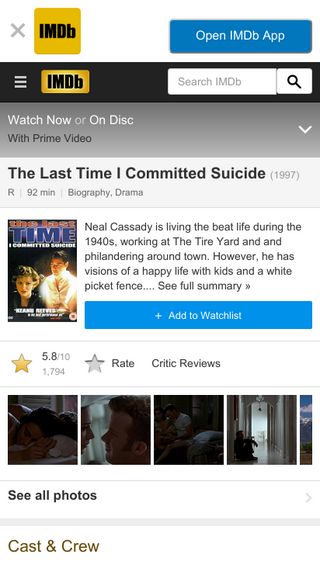 IMDb
Open IMDb App
IMDb
Search IMDb
Watch Now or On Disc
With Prime Video
The Last Time I Committed Suicide (1997)
R | 92 min | Biography, Drama
the last
TIME
I COMMITTED SUICIDE
KEANU REEVES
Neal Cassady is living the beat life during the
1940s, working at The Tire Yard and and
philandering around town. However, he has
visions of a happy life with kids and a white
picket fence.... See full summary »
+ Add to Watchlist
5.8/10
1,794
Rate
Critic Reviews
See all photos
Cast & Crew